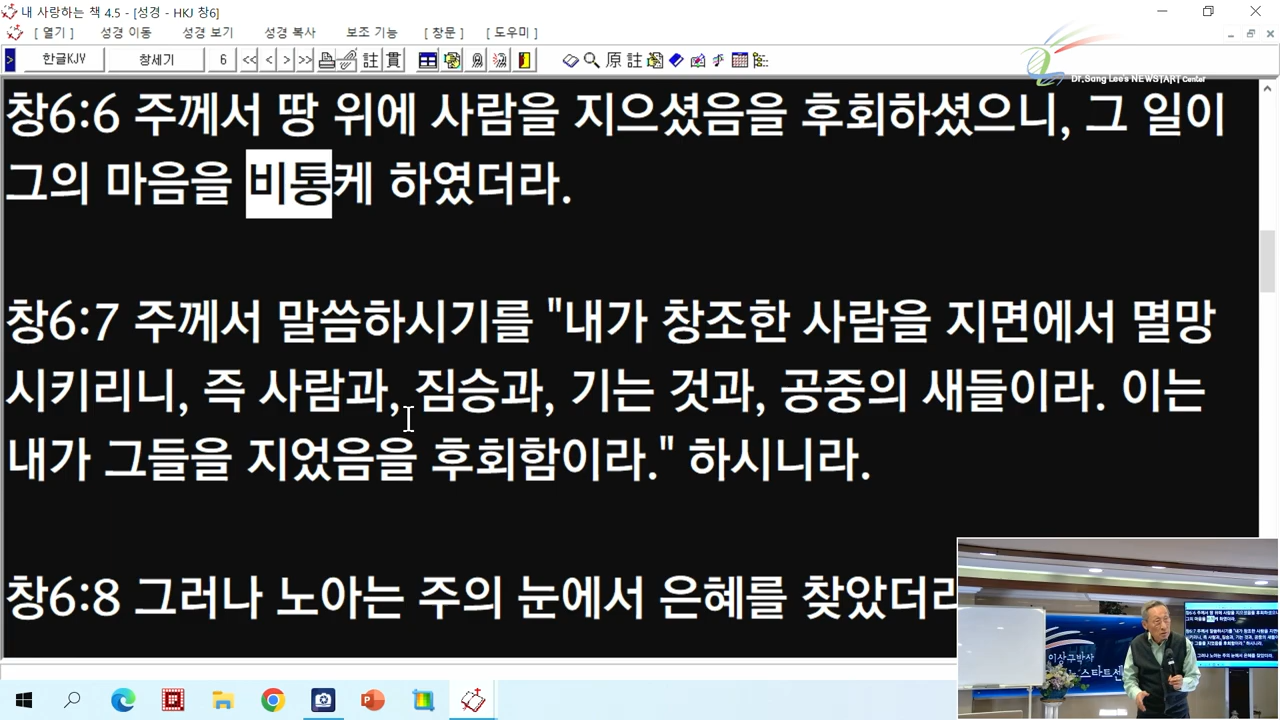 내 사랑하는 책 4.5 - [성경 - HKJ 창6]
[ 열기 ] 성경 이동 성경 보기 성경 복사 보조 기능 [ 창문 ] [ 도우미 ]
> 한글KJV 창세기 6 << < > >> 註 貫 原 註
Dr.Sang Lee's NEWSTART Center
창6:6 주께서 땅 위에 사람을 지으셨음을 후회하셨으니, 그 일이
그의 마음을 비통케 하였더라.
창6:7 주께서 말씀하시기를 "내가 창조한 사람을 지면에서 멸망
시키리니, 즉 사람과, 짐승과, 기는 것과, 공중의 새들이라. 이는
내가 그들을 지었음을 후회함이라." 하시니라.
창6:8 그러나 노아는 주의 눈에서 은혜를 찾았더라
이상구박사